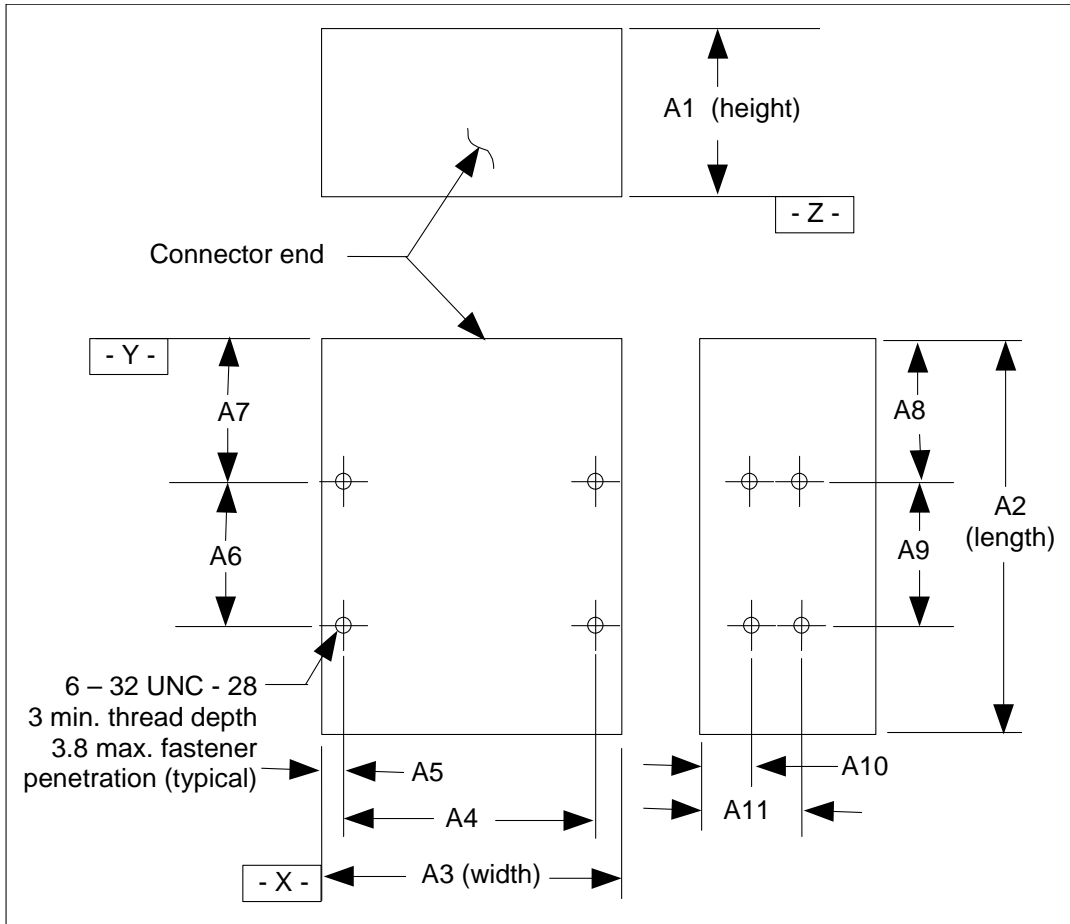 A1 (height)
- Z -
Connector end
- Y -
A7
A8
A6
A9
A2
(length)
6 – 32 UNC - 28
3 min. thread depth
3.8 max. fastener
penetration (typical)
A5
A10
A4
A11
A3 (width)
- X -